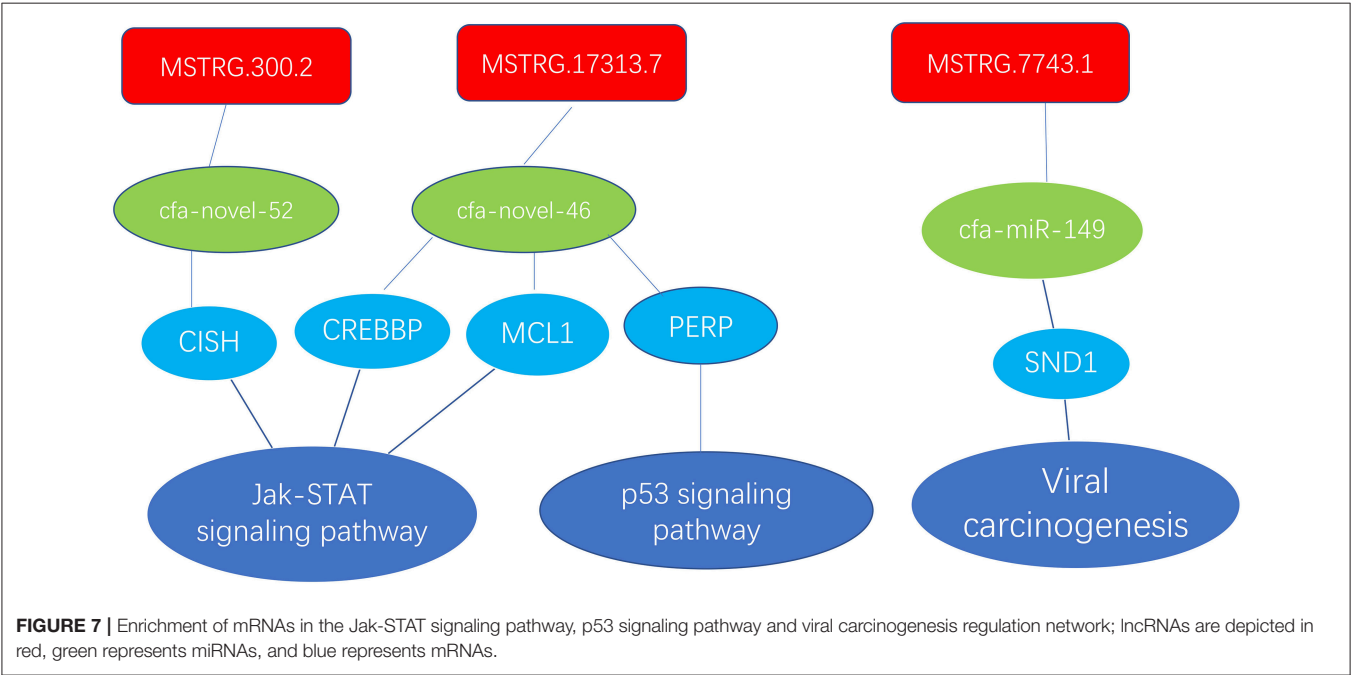 MSTRG.300.2
MSTRG.17313.7
MSTRG.7743.1
cfa-novel-52
cfa-novel-46
cfa-miR-149
CISH
CREBBP
MCL1
PERP
SND1
Jak-STAT
signaling pathway
p53 signaling
pathway
Viral
carcinogenesis
FIGURE 7 | Enrichment of mRNAs in the Jak-STAT signaling pathway, p53 signaling pathway and viral carcinogenesis regulation network; lncRNAs are depicted in
red, green represents miRNAs, and blue represents mRNAs.